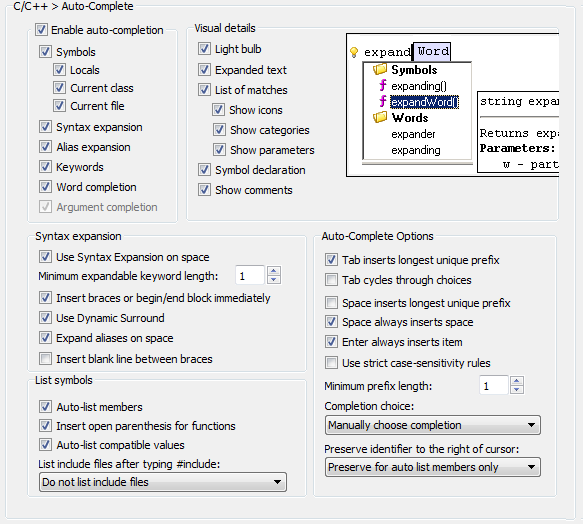 C/C++ > Auto-Complete
Enable auto-completion
Symbols
Locals
Current class
Current file
Syntax expansion
Alias expansion
Keywords
Word completion
Argument completion
Visual details
Light bulb
Expanded text
List of matches
Show icons
Show categories
Show parameters
Symbol declaration
Show comments
expand Word
Symbols
expanding()
expandWord(
Words
expander
expanding
string expa
Returns expa
Parameters:
w - part
Syntax expansion
Use Syntax Expansion on space
Minimum expandable keyword length: 1
Insert braces or begin/end block immediately
Use Dynamic Surround
Expand aliases on space
Insert blank line between braces
List symbols
Auto-list members
Insert open parenthesis for functions
Auto-list compatible values
List include files after typing #include:
Do not list include files
Auto-Complete Options
Tab inserts longest unique prefix
Tab cycles through choices
Space inserts longest unique prefix
Space always inserts space
Enter always inserts item
Use strict case-sensitivity rules
Minimum prefix length: 1
Completion choice:
Manually choose completion
Preserve identifier to the right of cursor:
Preserve for auto list members only